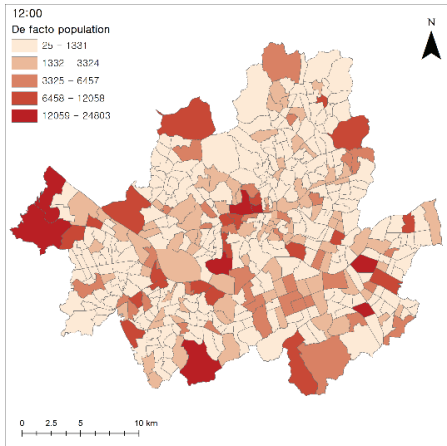 12:00
De facto population
25 - 1331
1332 - 3324
3325 - 6457
6458 - 12058
12059 - 24803
N
0 2.5 5 10 km